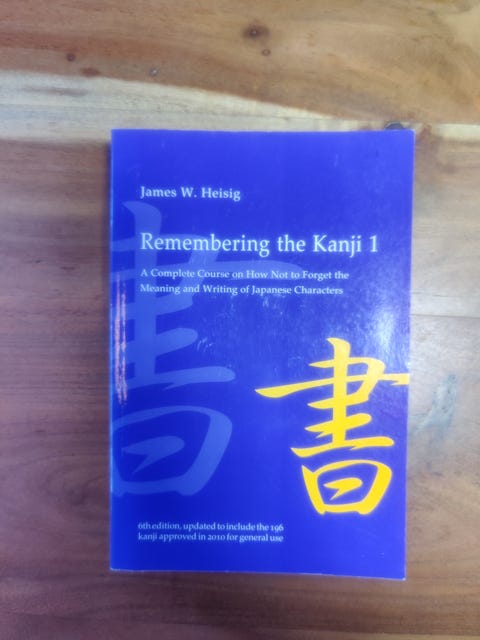 James W. Heisig
Remembering the Kanji 1
A Complete Course on How Not to Forget the
Meaning and Writing of Japanese Characters
書
書
6th edition, updated to include the 196
kanji approved in 2010 for general use